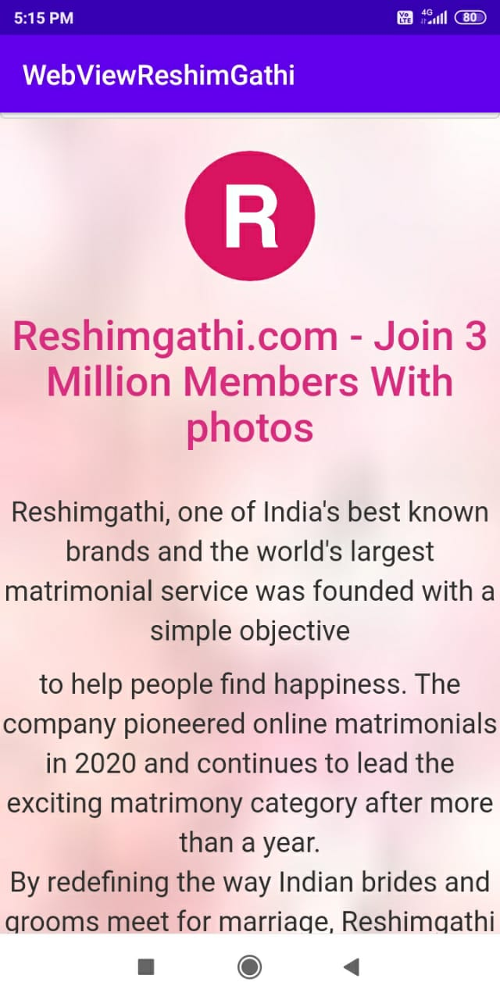 5:15 PM
Vo LTE 4G 80
WebViewReshimGathi
R
Reshimgathi.com - Join 3
Million Members With
photos
Reshimgathi, one of India's best known
brands and the world's largest
matrimonial service was founded with a
simple objective
to help people find happiness. The
company pioneered online matrimonials
in 2020 and continues to lead the
exciting matrimony category after more
than a year.
By redefining the way Indian brides and
grooms meet for marriage, Reshimgathi